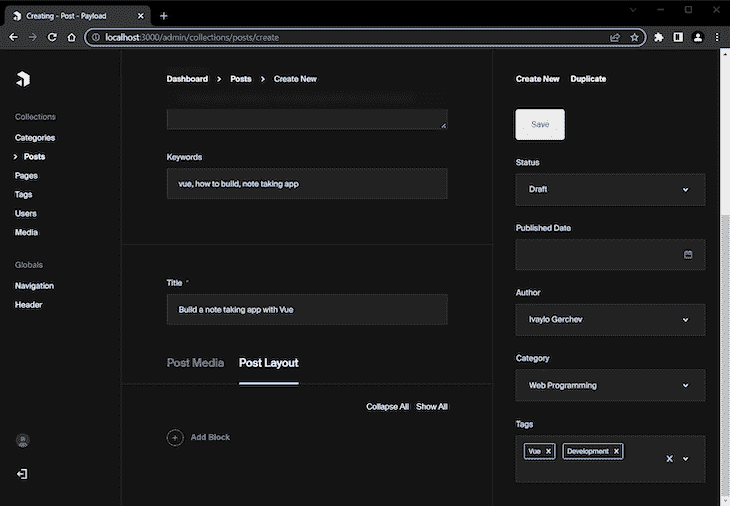 Creating - Post - Payload
localhost:3000/admin/collections/posts/create
Dashboard > Posts > Create New
Create New Duplicate
Collections
Categories
> Posts
Pages
Tags
Users
Media
Globals
Navigation
Header
Keywords
vue, how to build, note taking app
Title *
Build a note taking app with Vue
Post Media Post Layout
Collapse All Show All
+ Add Block
Save
Status
Draft
Published Date
Author
Ivaylo Gerchev
Category
Web Programming
Tags
Vue x Development x